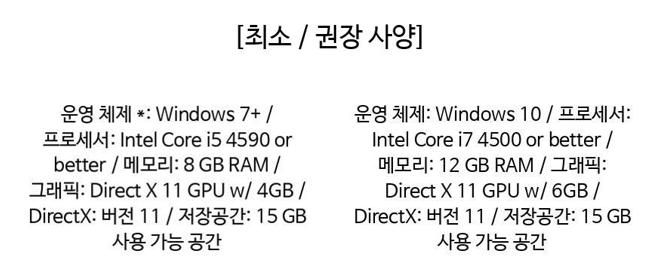 [최소 / 권장 사양]
운영 체제 *: Windows 7+ /
프로세서: Intel Core i5 4590 or
better / 메모리: 8 GB RAM /
그래픽: Direct X 11 GPU w/ 4GB /
DirectX: 버전 11 / 저장공간: 15 GB
사용 가능 공간
운영 체제: Windows 10 / 프로세서:
Intel Core i7 4500 or better /
메모리: 12 GB RAM / 그래픽:
Direct X 11 GPU w/ 6GB /
DirectX: 버전 11 / 저장공간: 15 GB
사용 가능 공간